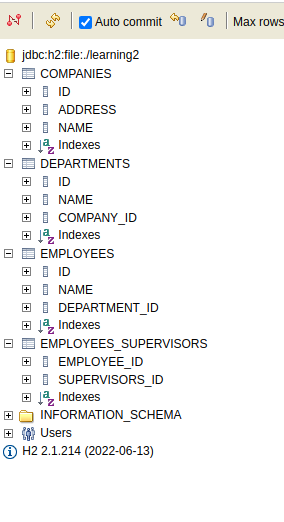 Auto commit Max rows
jdbc:h2:file:./learning2
COMPANIES
ID
ADDRESS
NAME
Indexes
DEPARTMENTS
ID
NAME
COMPANY_ID
Indexes
EMPLOYEES
ID
NAME
DEPARTMENT_ID
Indexes
EMPLOYEES_SUPERVISORS
EMPLOYEE_ID
SUPERVISORS_ID
Indexes
INFORMATION_SCHEMA
Users
H2 2.1.214 (2022-06-13)